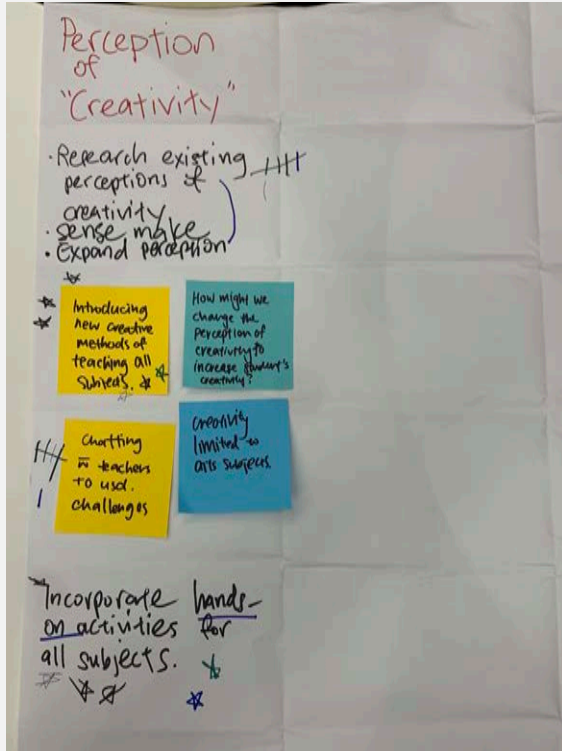 Perception
of
"Creativity"
· Research existing
perceptions of
creativity
· sense make
· Expand perception
Introducing
new creative
methods of
teaching all
subjects.
How might we
change the
perception of
creativity to
increase student's
creativity?
Chatting
w̅ teachers
to usd.
challenges
Creativity
limited to
arts subjects.
Incorporate hands-
on activities for
all subjects.